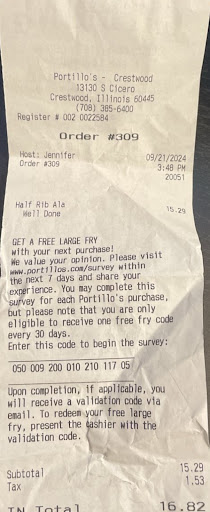 Portillo's - Crestwood
13130 S Cicero
Crestwood, Illinois 60445
(708) 385-6400
Register # 002 0022584
Order #309
Host: Jennifer 09/21/2024
Order #309 3:48 PM
20051
Half Rib Ala 15.29
Well Done
GET A FREE LARGE FRY
with your next purchase!
We value your opinion. Please visit
www.portillos.com/survey within
the next 7 days and share your
experience. You may complete this
survey for each Portillo's purchase,
but please note that you are only
eligible to receive one free fry code
every 30 days.
Enter this code to begin the survey:
050 009 200 010 210 117 05
Upon completion, if applicable, you
will receive a validation code via
email. To redeem your free large
fry, present the cashier with the
validation code.
Subtotal 15.29
Tax 1.53
IN Total 16.82